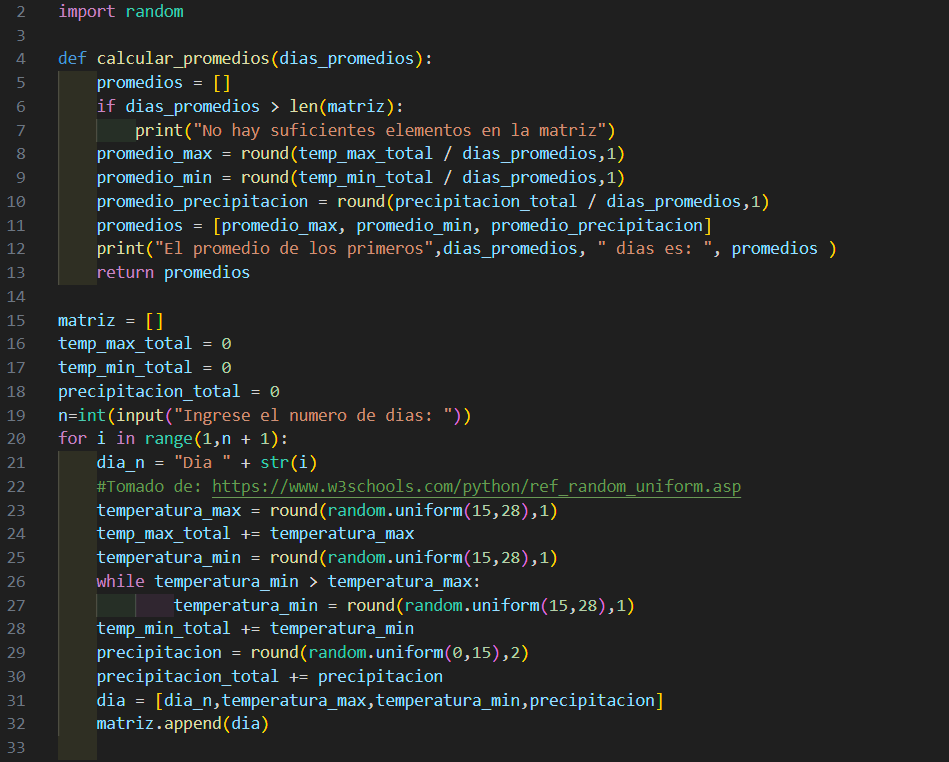 2 import random
3
4 def calcular_promedios(dias_promedios):
5     promedios = []
6     if dias_promedios > len(matriz):
7         print("No hay suficientes elementos en la matriz")
8     promedio_max = round(temp_max_total / dias_promedios,1)
9     promedio_min = round(temp_min_total / dias_promedios,1)
10     promedio_precipitacion = round(precipitacion_total / dias_promedios,1)
11     promedios = [promedio_max, promedio_min, promedio_precipitacion]
12     print("El promedio de los primeros",dias_promedios, " dias es: ", promedios )
13     return promedios
14
15 matriz = []
16 temp_max_total = 0
17 temp_min_total = 0
18 precipitacion_total = 0
19 n=int(input("Ingrese el numero de dias: "))
20 for i in range(1,n + 1):
21     dia_n = "Dia " + str(i)
22     #Tomado de: https://www.w3schools.com/python/ref_random_uniform.asp
23     temperatura_max = round(random.uniform(15,28),1)
24     temp_max_total += temperatura_max
25     temperatura_min = round(random.uniform(15,28),1)
26     while temperatura_min > temperatura_max:
27             temperatura_min = round(random.uniform(15,28),1)
28     temp_min_total += temperatura_min
29     precipitacion = round(random.uniform(0,15),2)
30     precipitacion_total += precipitacion
31     dia = [dia_n,temperatura_max,temperatura_min,precipitacion]
32     matriz.append(dia)
33